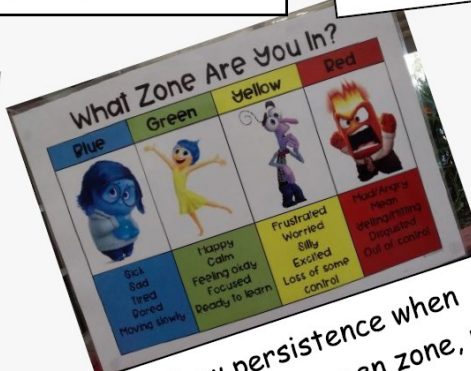 What Zone Are You In?
Blue
Green
Yellow
Red
Sick
Sad
Tired
Bored
Moving slowly
Happy
Calm
Feeling okay
Focused
Ready to learn
Frustrated
Worried
Silly
Excited
Loss of some
control
Mad/Angry
Mean
Yelling/Hitting
Disgusted
Out of control
persistence when
zone,